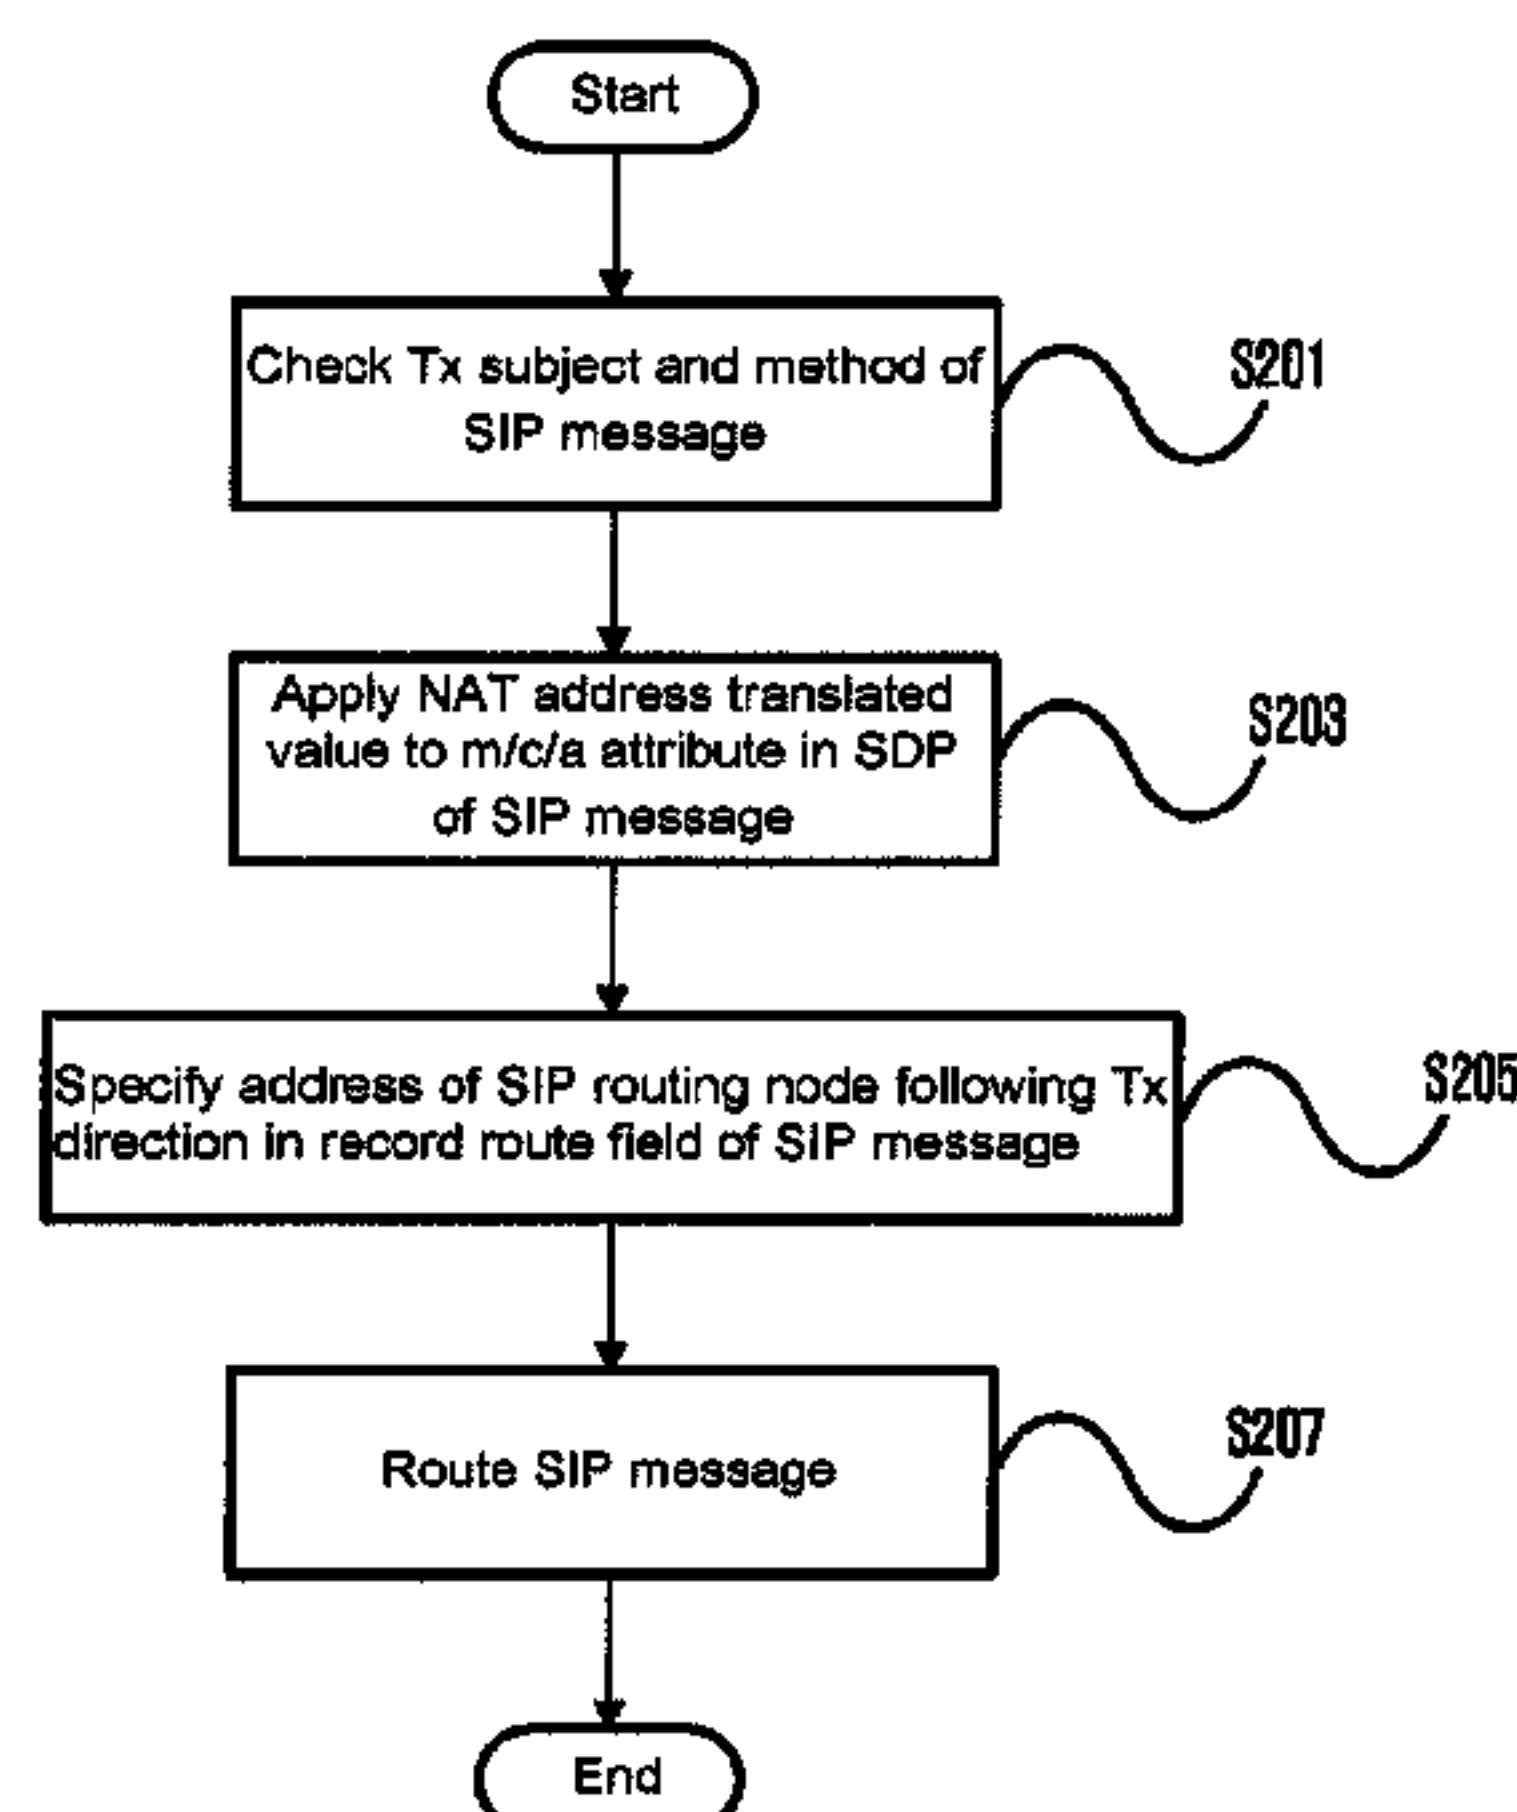 Start
Check Tx subject and method of
SIP message
S201
Apply NAT address translated
value to m/c/a attribute in SDP
of SIP message
S203
Specify address of SIP routing node following Tx
direction in record route field of SIP message
S205
Route SIP message
S207
End